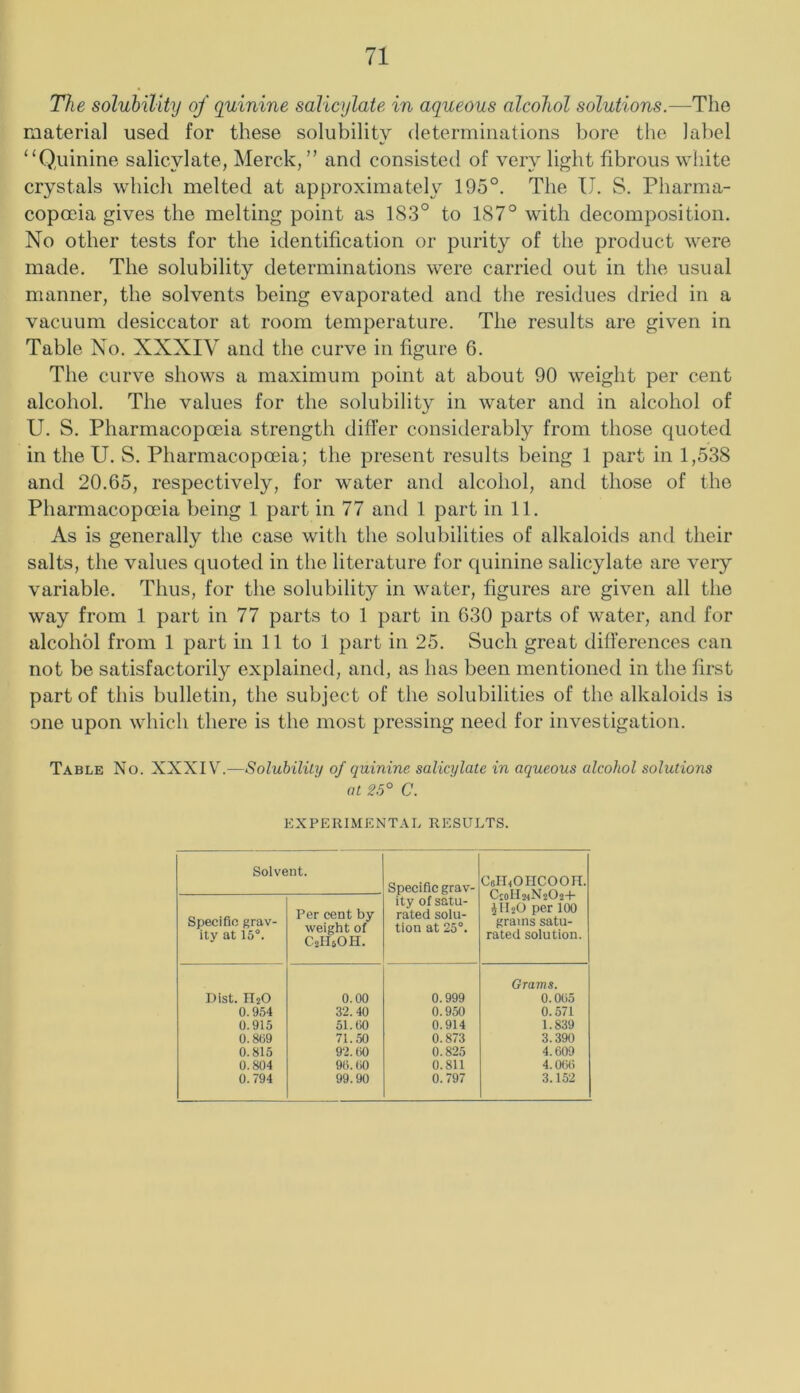 71
The solubility of quinine salicylate in aqueous alcohol solutions.—The
material used for these solubility determinations bore the label
“Quinine salicylate, Merck,” and consisted of very light fibrous white
crystals which melted at approximately 195°. The U. S. Pharma-
copœia gives the melting point as 183° to 187° with decomposition.
No other tests for the identification or purity of the product were
made. The solubility determinations were carried out in the usual
manner, the solvents being evaporated and the residues dried in a
vacuum desiccator at room temperature. The results are given in
Table No. XXXIV and the curve in figure 6.
The curve shows a maximum point at about 90 weight per cent
alcohol. The values for the solubility in water and in alcohol of
U. S. Pharmacopœia strength differ considerably from those quoted
in the U. S. Pharmacopœia; the present results being 1 part in 1,538
and 20.65, respectively, for water and alcohol, and those of the
Pharmacopœia being 1 part in 77 and 1 part in 11.
As is generally the case with the solubilities of alkaloids and their
salts, the values quoted in the literature for quinine salicylate are very
variable. Thus, for the solubility in water, figures are given all the
way from 1 part in 77 parts to 1 part in 630 parts of water, and for
alcohol from 1 part in 11 to 1 part in 25. Such great differences can
not be satisfactorily explained, and, as has been mentioned in the first
part of this bulletin, the subject of the solubilities of the alkaloids is
one upon which there is the most pressing need for investigation.
Table No. XXXIV.—Solubility of quinine salicylate in aqueous alcohol solutions
at 25° C.
EXPERIMENTAL RESULTS.
Solvent.
Specific grav-
ity at 15°.
Per cent by
weight of
C₂H₅OH.
Specific grav-
ity of satu-
rated solu-
tion at 25°.
C₆H₄OHCOOH.
C₂₀H₂₄N₂O₂+
½H₂O per 100
grams satu-
rated solution.
Grams.
Dist. H₂O 0.00 0.999 0.065
0.954 32.40 0.950 0.571
0.915 51.60 0.914 1.839
0.869 71.50 0.873 3.390
0.815 92.60 0.825 4.609
0.804 96.60 0.811 4.066
0.794 99.90 0.797 3.152